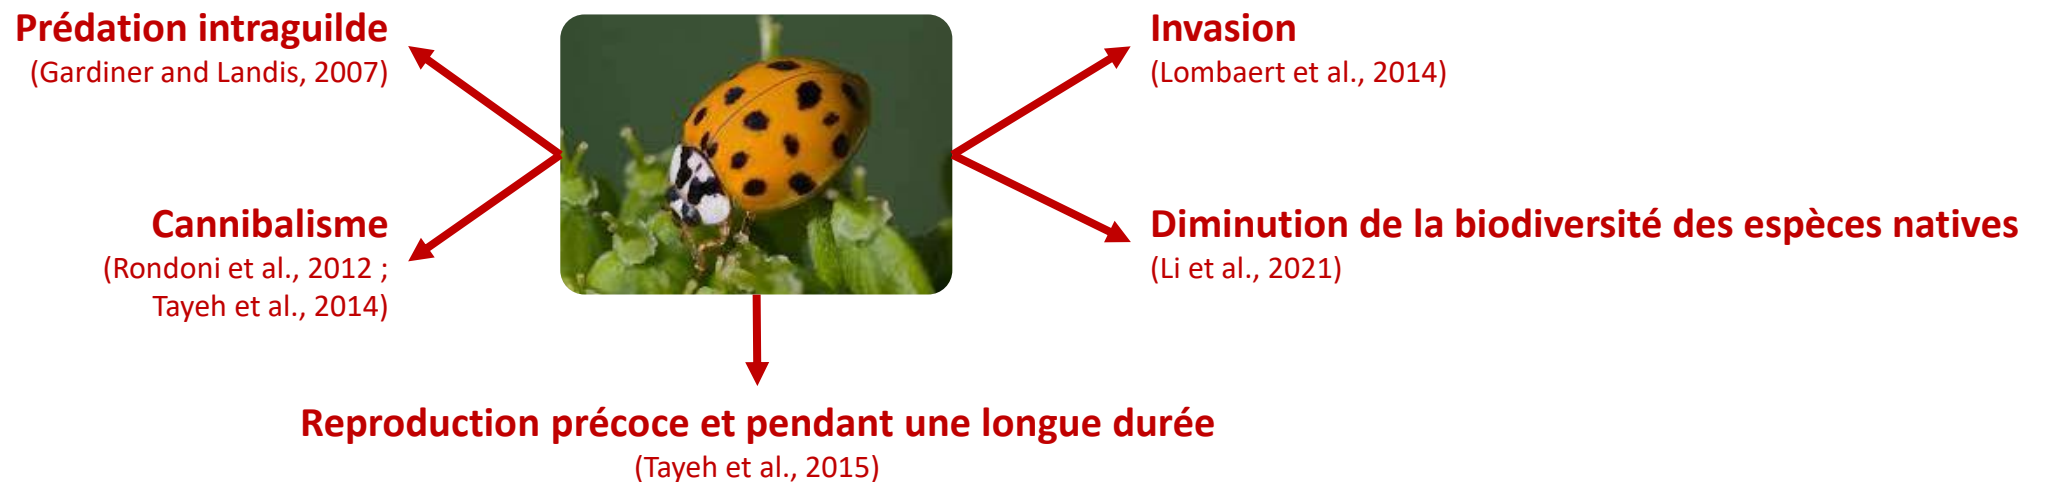 Prédation intraguilde
(Gardiner and Landis, 2007)
Invasion
(Lombaert et al., 2014)
Cannibalisme
(Rondoni et al., 2012 ;
Tayeh et al., 2014)
Diminution de la biodiversité des espèces natives
(Li et al., 2021)
Reproduction précoce et pendant une longue durée
(Tayeh et al., 2015)